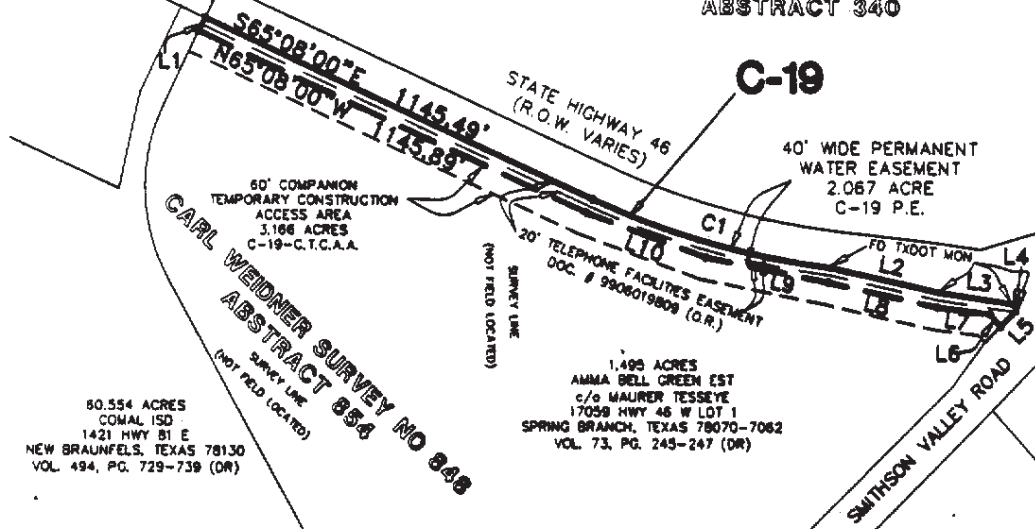 ABSTRACT 340
C-19
S65°08'00"E 1145.49'
N65°08'00"W 1145.89'
L1
STATE HIGHWAY 46
(R.O.W. VARIES)
40' WIDE PERMANENT
WATER EASEMENT
2.067 ACRE
C-19 P.E.
60' COMPANION
TEMPORARY CONSTRUCTION
ACCESS AREA
3.166 ACRES
C-19-C.T.C.A.A.
C1
L10
FD TXDOT MON
L2
L3
L4
L9
L8
L7
L6
L5
20' TELEPHONE FACILITIES EASEMENT
DOC. # 9906019809 (O.R.)
SURVEY LINE
(NOT FIELD LOCATED)
CARL WEIDNER SURVEY NO 848
ABSTRACT 854
SURVEY LINE
(NOT FIELD LOCATED)
1.495 ACRES
AMMA BELL GREEN EST
c/o MAURER TESSEYE
17059 HWY 46 W LOT 1
SPRING BRANCH, TEXAS 78070-7062
VOL. 73, PG. 245-247 (DR)
60.554 ACRES
COMAL ISD
1421 HWY 81 E
NEW BRAUNFELS, TEXAS 78130
VOL. 494, PG. 729-739 (DR)
SMITHSON VALLEY ROAD